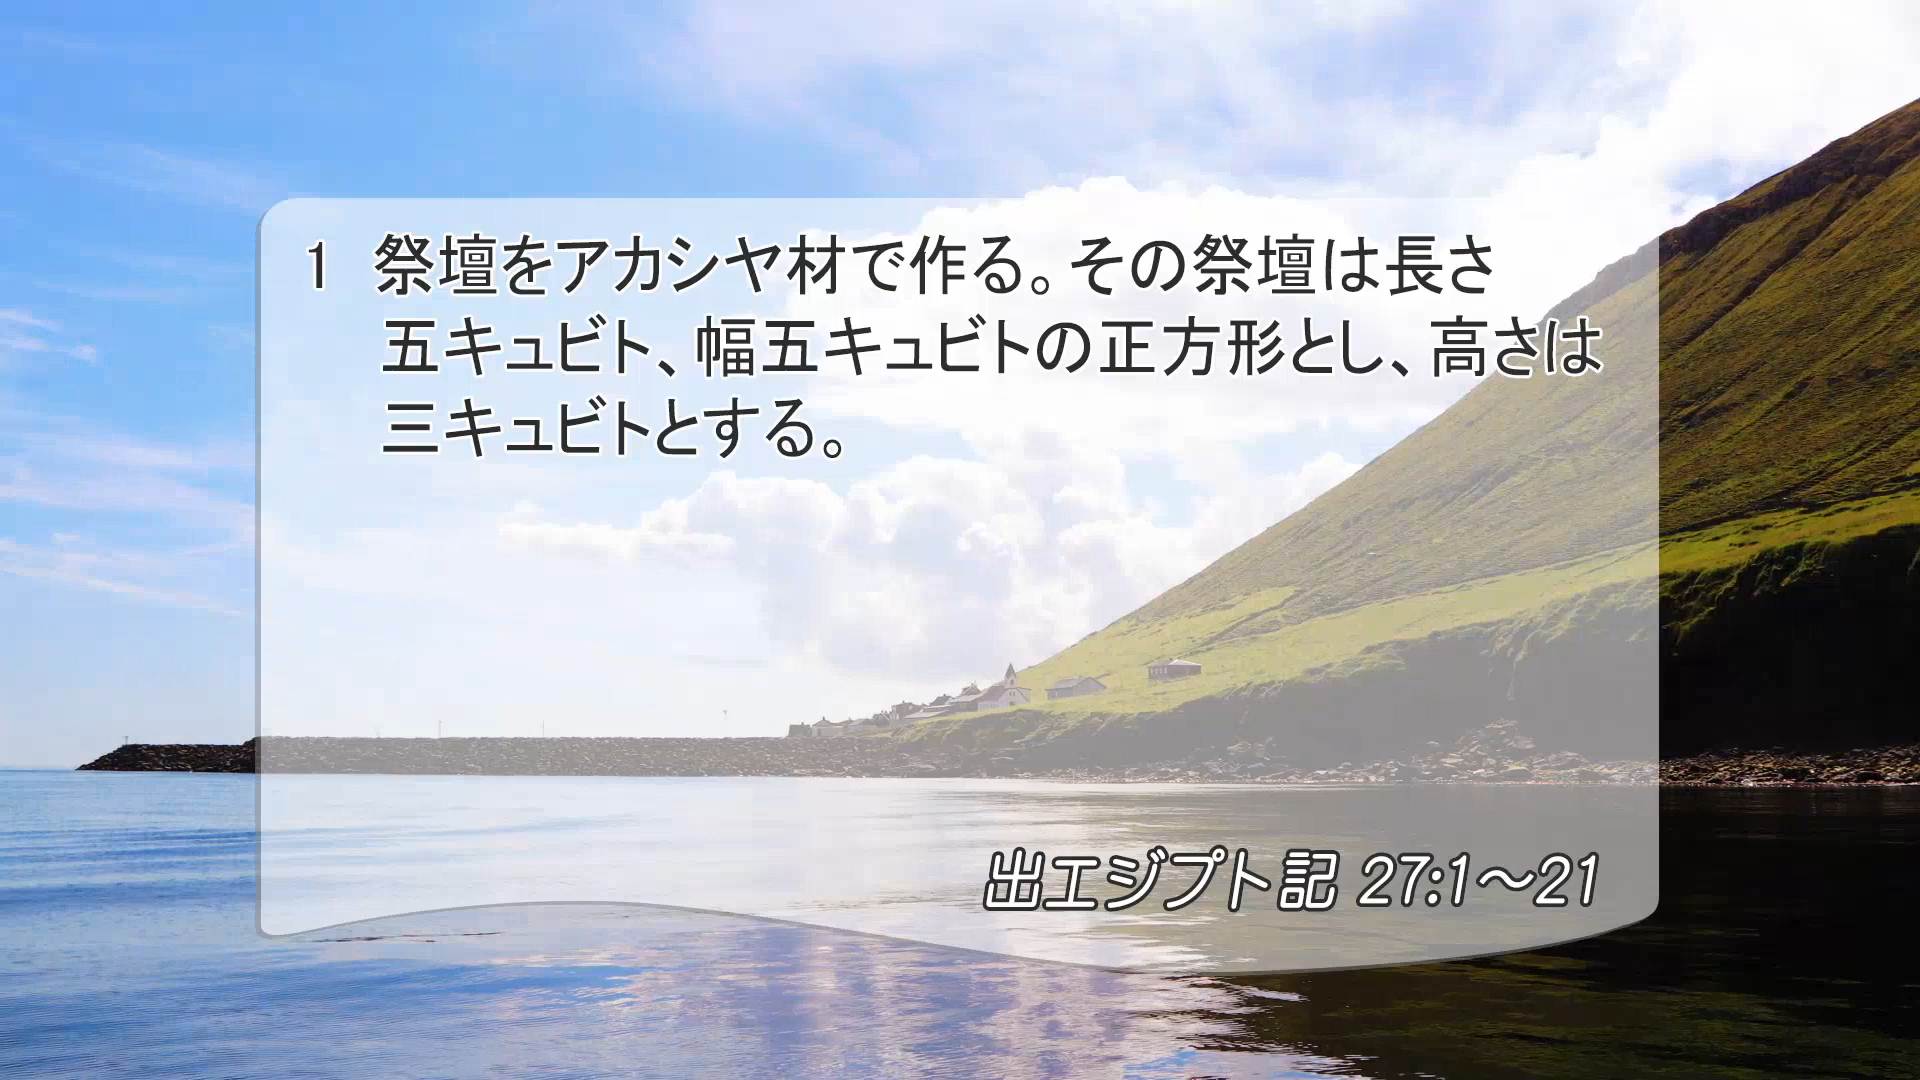 1 祭壇をアカシヤ材で作る。その祭壇は長さ
五キュビト、幅五キュビトの正方形とし、高さは
三キュビトとする。
出エジプト記 27:1～21